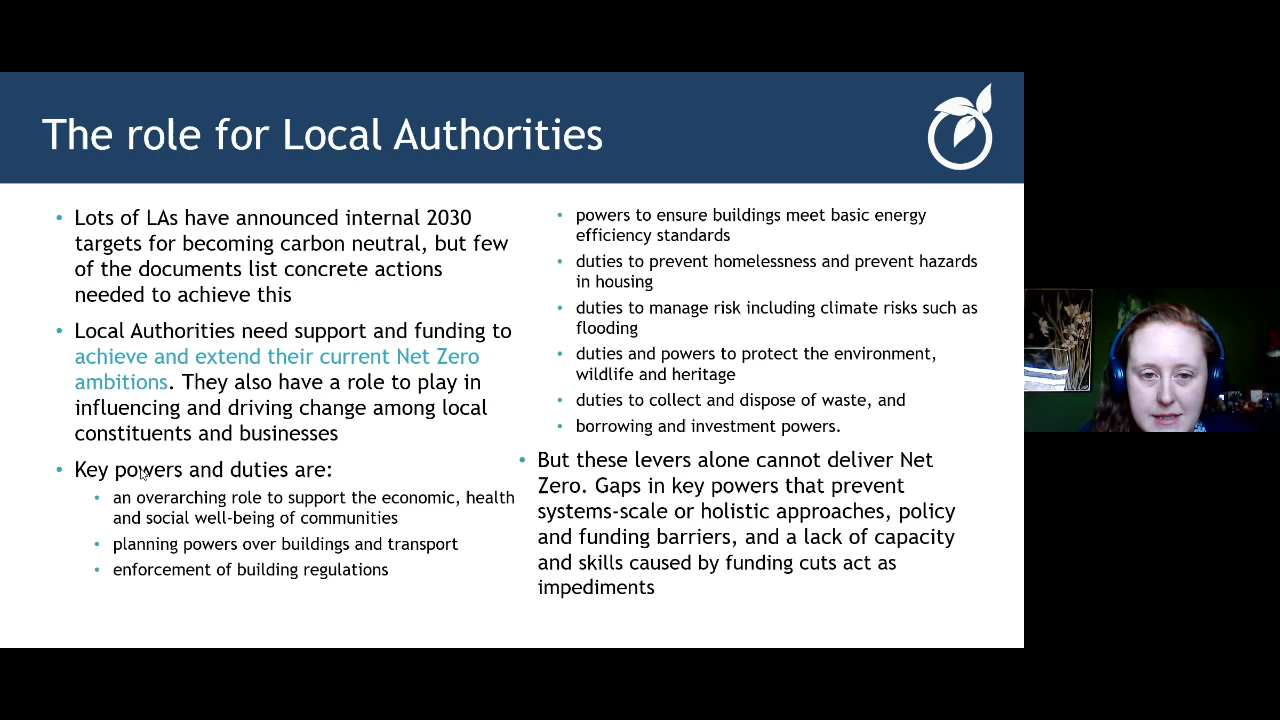 The role for Local Authorities
Lots of LAs have announced internal 2030
targets for becoming carbon neutral, but few
of the documents list concrete actions
needed to achieve this
Local Authorities need support and funding to
achieve and extend their current Net Zero
ambitions. They also have a role to play in
influencing and driving change among local
constituents and businesses
Key powers and duties are:
an overarching role to support the economic, health
and social well-being of communities
planning powers over buildings and transport
enforcement of building regulations
powers to ensure buildings meet basic energy
efficiency standards
duties to prevent homelessness and prevent hazards
in housing
duties to manage risk including climate risks such as
flooding
duties and powers to protect the environment,
wildlife and heritage
duties to collect and dispose of waste, and
borrowing and investment powers.
But these levers alone cannot deliver Net
Zero. Gaps in key powers that prevent
systems-scale or holistic approaches, policy
and funding barriers, and a lack of capacity
and skills caused by funding cuts act as
impediments